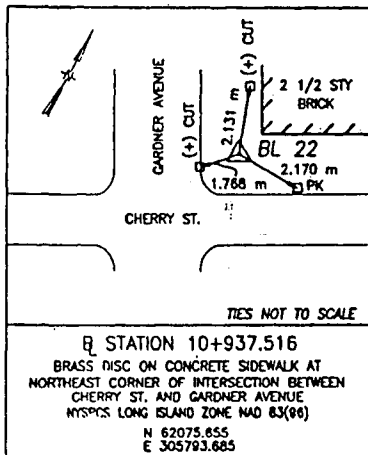 GARDNER AVENUE
(+) CUT
(+) CUT
2 1/2 STY
BRICK
2.131 m
BL 22
2.170 m
1.768 m
PK
CHERRY ST.
TIES NOT TO SCALE
BL STATION 10+937.516
BRASS DISC ON CONCRETE SIDEWALK AT
NORTHEAST CORNER OF INTERSECTION BETWEEN
CHERRY ST. AND GARDNER AVENUE
NYSPCS LONG ISLAND ZONE NAD 83(96)
N 62075.655
E 305793.685